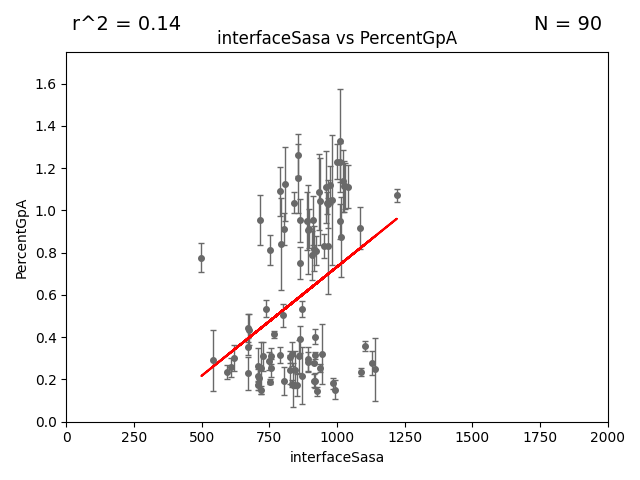 r^2 = 0.14
N = 90
interfaceSasa vs PercentGpA
PercentGpA
1.6
1.4
1.2
1.0
0.8
0.6
0.4
0.2
0.0
0 250 500 750 1000 1250 1500 1750 2000
interfaceSasa